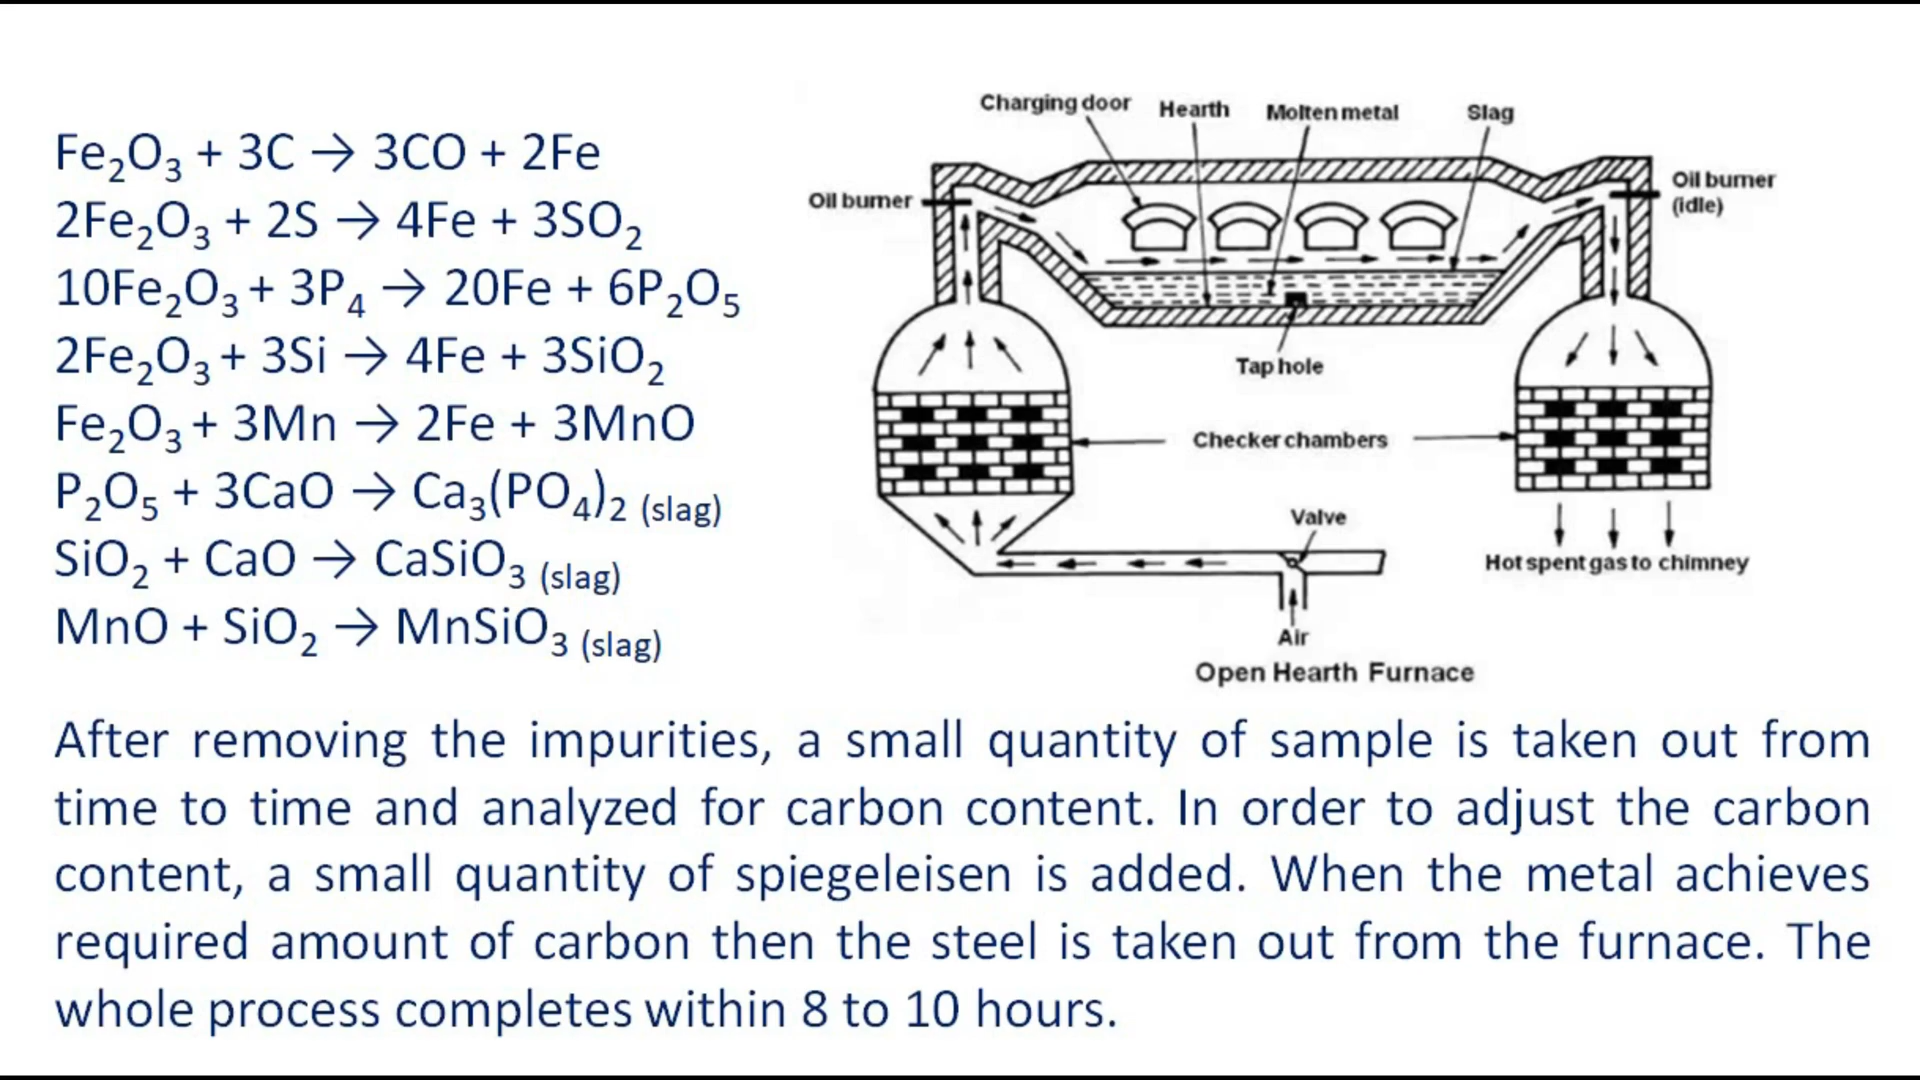 Fe₂O₃ + 3C → 3CO + 2Fe
2Fe₂O₃ + 2S → 4Fe + 3SO₂
10Fe₂O₃ + 3P₄ → 20Fe + 6P₂O₅
2Fe₂O₃ + 3Si → 4Fe + 3SiO₂
Fe₂O₃ + 3Mn → 2Fe + 3MnO
P₂O₅ + 3CaO → Ca₃(PO₄)₂ (slag)
SiO₂ + CaO → CaSiO₃ (slag)
MnO + SiO₂ → MnSiO₃ (slag)
Charging door
Hearth
Molten metal
Slag
Oil burner
Oil burner
(idle)
Tap hole
Checker chambers
Valve
Hot spent gas to chimney
Air
Open Hearth Furnace
After removing the impurities, a small quantity of sample is taken out from
time to time and analyzed for carbon content. In order to adjust the carbon
content, a small quantity of spiegeleisen is added. When the metal achieves
required amount of carbon then the steel is taken out from the furnace. The
whole process completes within 8 to 10 hours.